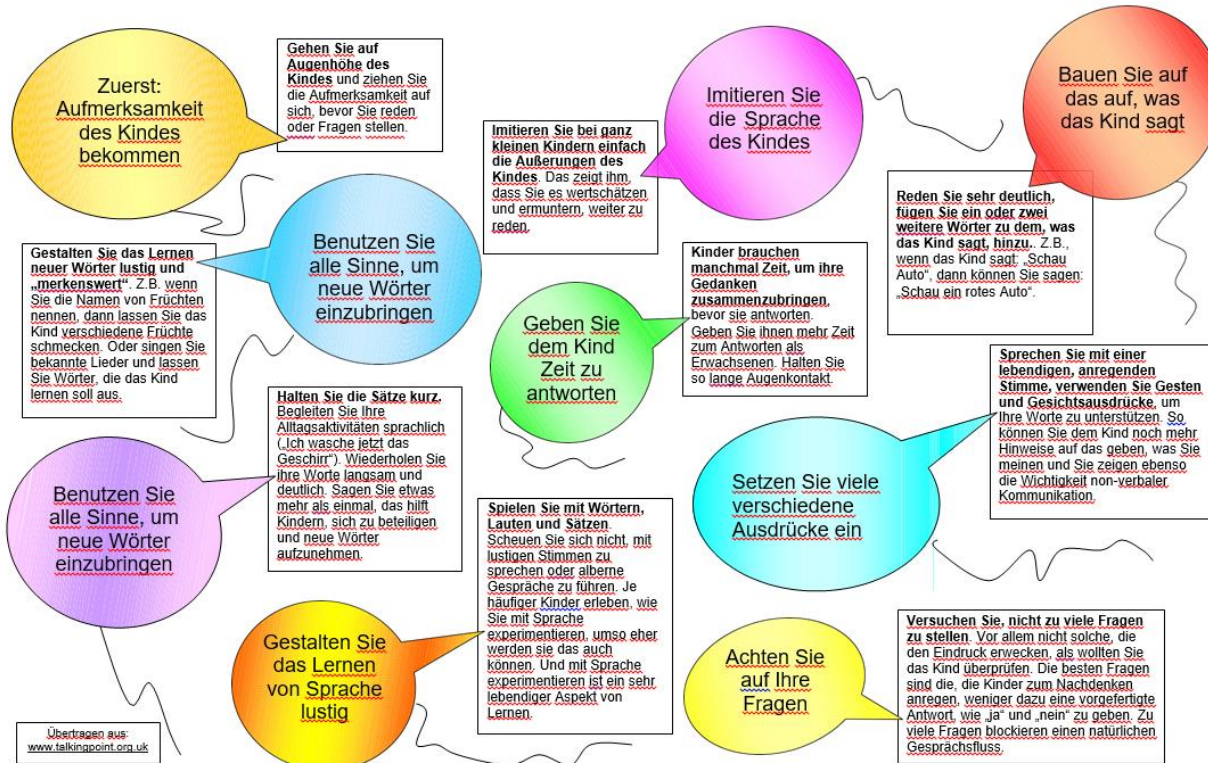 Zuerst:
Aufmerksamkeit
des Kindes
bekommen
Gehen Sie auf
Augenhöhe des
Kindes und ziehen Sie
die Aufmerksamkeit auf
sich, bevor Sie reden
oder Fragen stellen.
Imitieren Sie
die Sprache
des Kindes
Imitieren Sie bei ganz
kleinen Kindern einfach
die Äußerungen des
Kindes. Das zeigt ihm,
dass Sie es wertschätzen
und ermuntern, weiter zu
reden.
Bauen Sie auf
das auf, was
das Kind sagt
Reden Sie sehr deutlich,
fügen Sie ein oder zwei
weitere Wörter zu dem, was
das Kind sagt, hinzu.. Z.B.,
wenn das Kind sagt: „Schau
Auto“, dann können Sie sagen:
„Schau ein rotes Auto“.
Benutzen Sie
alle Sinne, um
neue Wörter
einzubringen
Gestalten Sie das Lernen
neuer Wörter lustig und
„merkenswert“. Z.B. wenn
Sie die Namen von Früchten
nennen, dann lassen Sie das
Kind verschiedene Früchte
schmecken. Oder singen Sie
bekannte Lieder und lassen
Sie Wörter, die das Kind
lernen soll aus.
Geben Sie
dem Kind
Zeit zu
antworten
Kinder brauchen
manchmal Zeit, um ihre
Gedanken
zusammenzubringen,
bevor sie antworten.
Geben Sie ihnen mehr Zeit
zum Antworten als
Erwachsenen. Halten Sie
so lange Augenkontakt.
Benutzen Sie
alle Sinne, um
neue Wörter
einzubringen
Halten Sie die Sätze kurz.
Begleiten Sie Ihre
Alltagsaktivitäten sprachlich
(„Ich wasche jetzt das
Geschirr“). Wiederholen Sie
Ihre Worte langsam und
deutlich. Sagen Sie etwas
mehr als einmal, das hilft
Kindern, sich zu beteiligen
und neue Wörter
aufzunehmen.
Setzen Sie viele
verschiedene
Ausdrücke ein
Sprechen Sie mit einer
lebendigen, anregenden
Stimme, verwenden Sie Gesten
und Gesichtsausdrücke, um
Ihre Worte zu unterstützen. So
können Sie dem Kind noch mehr
Hinweise auf das geben, was Sie
meinen und Sie zeigen ebenso
die Wichtigkeit non-verbaler
Kommunikation.
Gestalten Sie
das Lernen
von Sprache
lustig
Spielen Sie mit Wörtern,
Lauten und Sätzen.
Scheuen Sie sich nicht, mit
lustigen Stimmen zu
sprechen oder alberne
Gespräche zu führen. Je
häufiger Kinder erleben, wie
Sie mit Sprache
experimentieren, umso eher
werden sie das auch
können. Und mit Sprache
experimentieren ist ein sehr
lebendiger Aspekt von
Lernen.
Achten Sie
auf Ihre
Fragen
Versuchen Sie, nicht zu viele Fragen
zu stellen. Vor allem nicht solche, die
den Eindruck erwecken, als wollten Sie
das Kind überprüfen. Die besten Fragen
sind die, die Kinder zum Nachdenken
anregen, weniger dazu eine vorgefertigte
Antwort, wie „ja“ und „nein“ zu geben. Zu
viele Fragen blockieren einen natürlichen
Gesprächsfluss.
Übertragen aus:
www.talkingpoint.org.uk